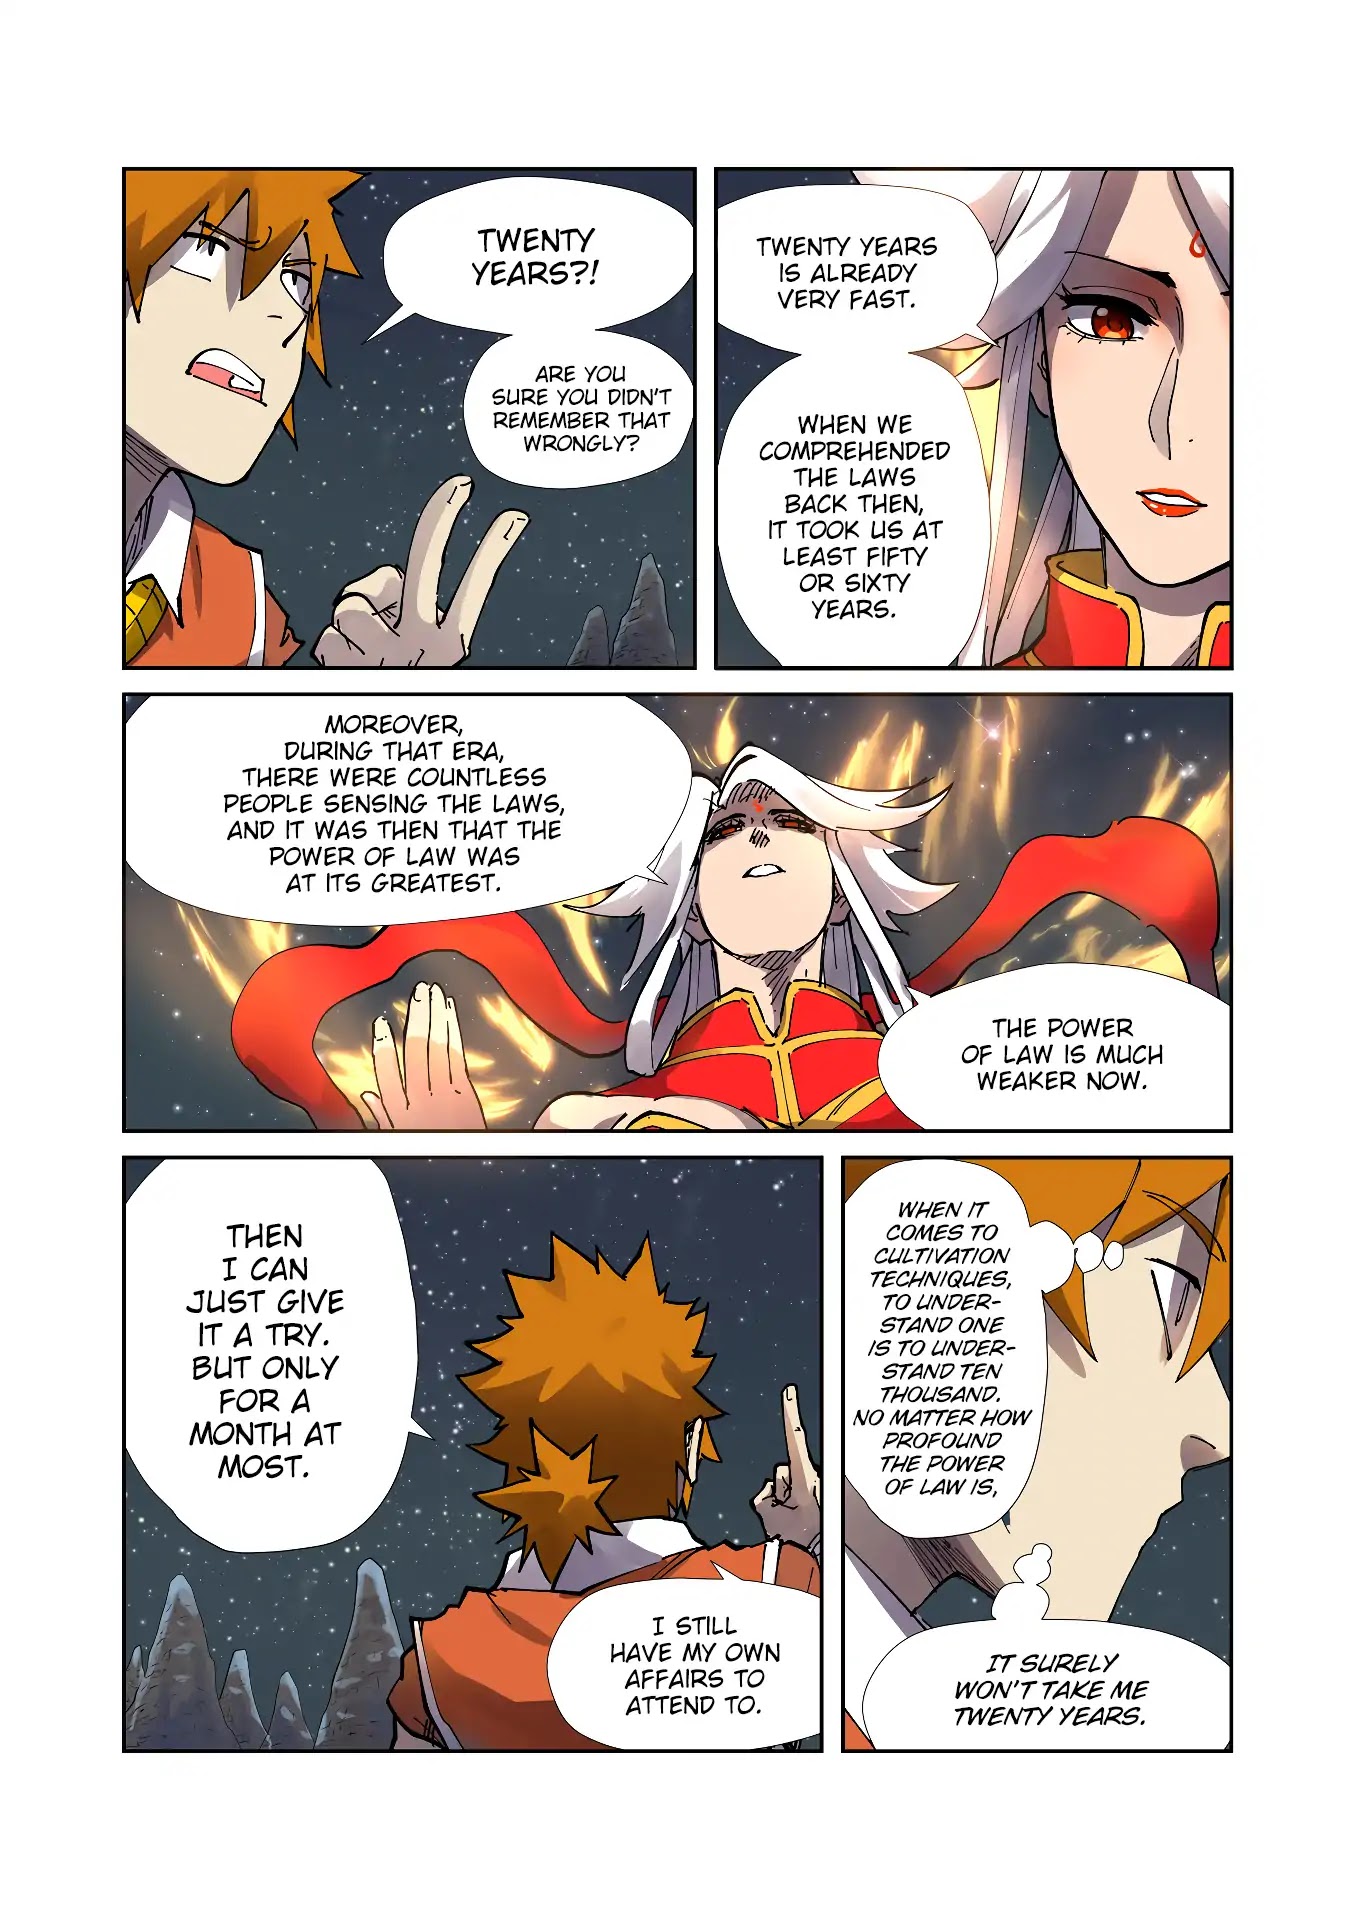 TWENTY
YEARS?!
ARE YOU
SURE YOU DIDN'T
REMEMBER THAT
WRONGLY?
TWENTY YEARS
IS ALREADY
VERY FAST.
WHEN WE
COMPREHENDED
THE LAWS
BACK THEN,
IT TOOK US AT
LEAST FIFTY
OR SIXTY
YEARS.
MOREOVER,
DURING THAT ERA,
THERE WERE COUNTLESS
PEOPLE SENSING THE LAWS,
AND IT WAS THEN THAT THE
POWER OF LAW WAS
AT ITS GREATEST.
THE POWER
OF LAW IS MUCH
WEAKER NOW.
THEN
I CAN
JUST GIVE
IT A TRY.
BUT ONLY
FOR A
MONTH AT
MOST.
I STILL
HAVE MY OWN
AFFAIRS TO
ATTEND TO.
WHEN IT
COMES TO
CULTIVATION
TECHNIQUES,
TO UNDER-
STAND ONE
IS TO UNDER-
STAND TEN
THOUSAND.
NO MATTER HOW
PROFOUND
THE POWER
OF LAW IS,
IT SURELY
WON'T TAKE ME
TWENTY YEARS.